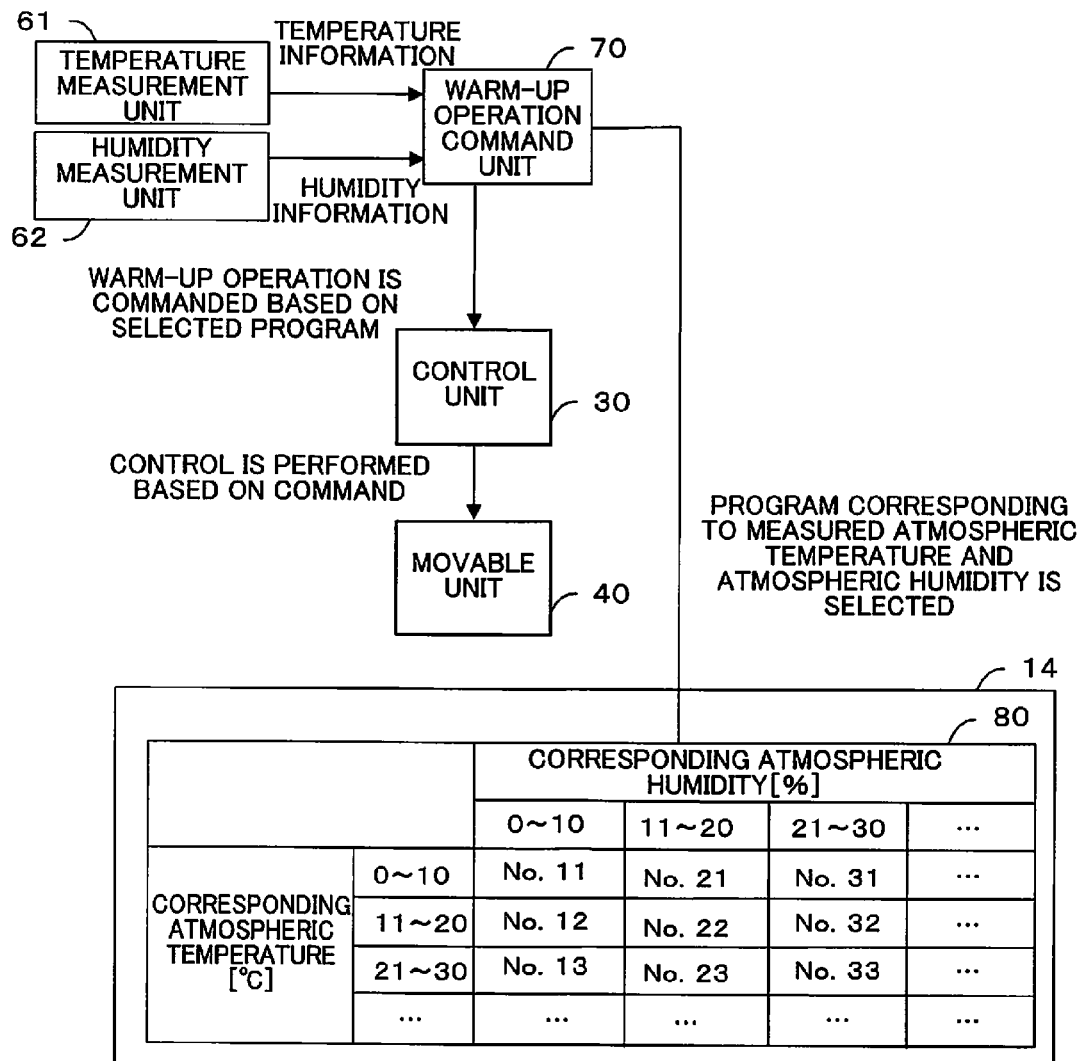 61
TEMPERATURE
MEASUREMENT
UNIT
TEMPERATURE
INFORMATION
70
WARM-UP
OPERATION
COMMAND
UNIT
HUMIDITY
MEASUREMENT
UNIT
62
HUMIDITY
INFORMATION
WARM-UP OPERATION IS
COMMANDED BASED ON
SELECTED PROGRAM
CONTROL
UNIT
30
CONTROL IS PERFORMED
BASED ON COMMAND
MOVABLE
UNIT
40
PROGRAM CORRESPONDING
TO MEASURED ATMOSPHERIC
TEMPERATURE AND
ATMOSPHERIC HUMIDITY IS
SELECTED
14
80
CORRESPONDING ATMOSPHERIC
HUMIDITY[%]
0~10 11~20 21~30 ...
CORRESPONDING
ATMOSPHERIC
TEMPERATURE
[℃]
0~10 No. 11 No. 21 No. 31 ...
11~20 No. 12 No. 22 No. 32 ...
21~30 No. 13 No. 23 No. 33 ...
... ... ... ... ...